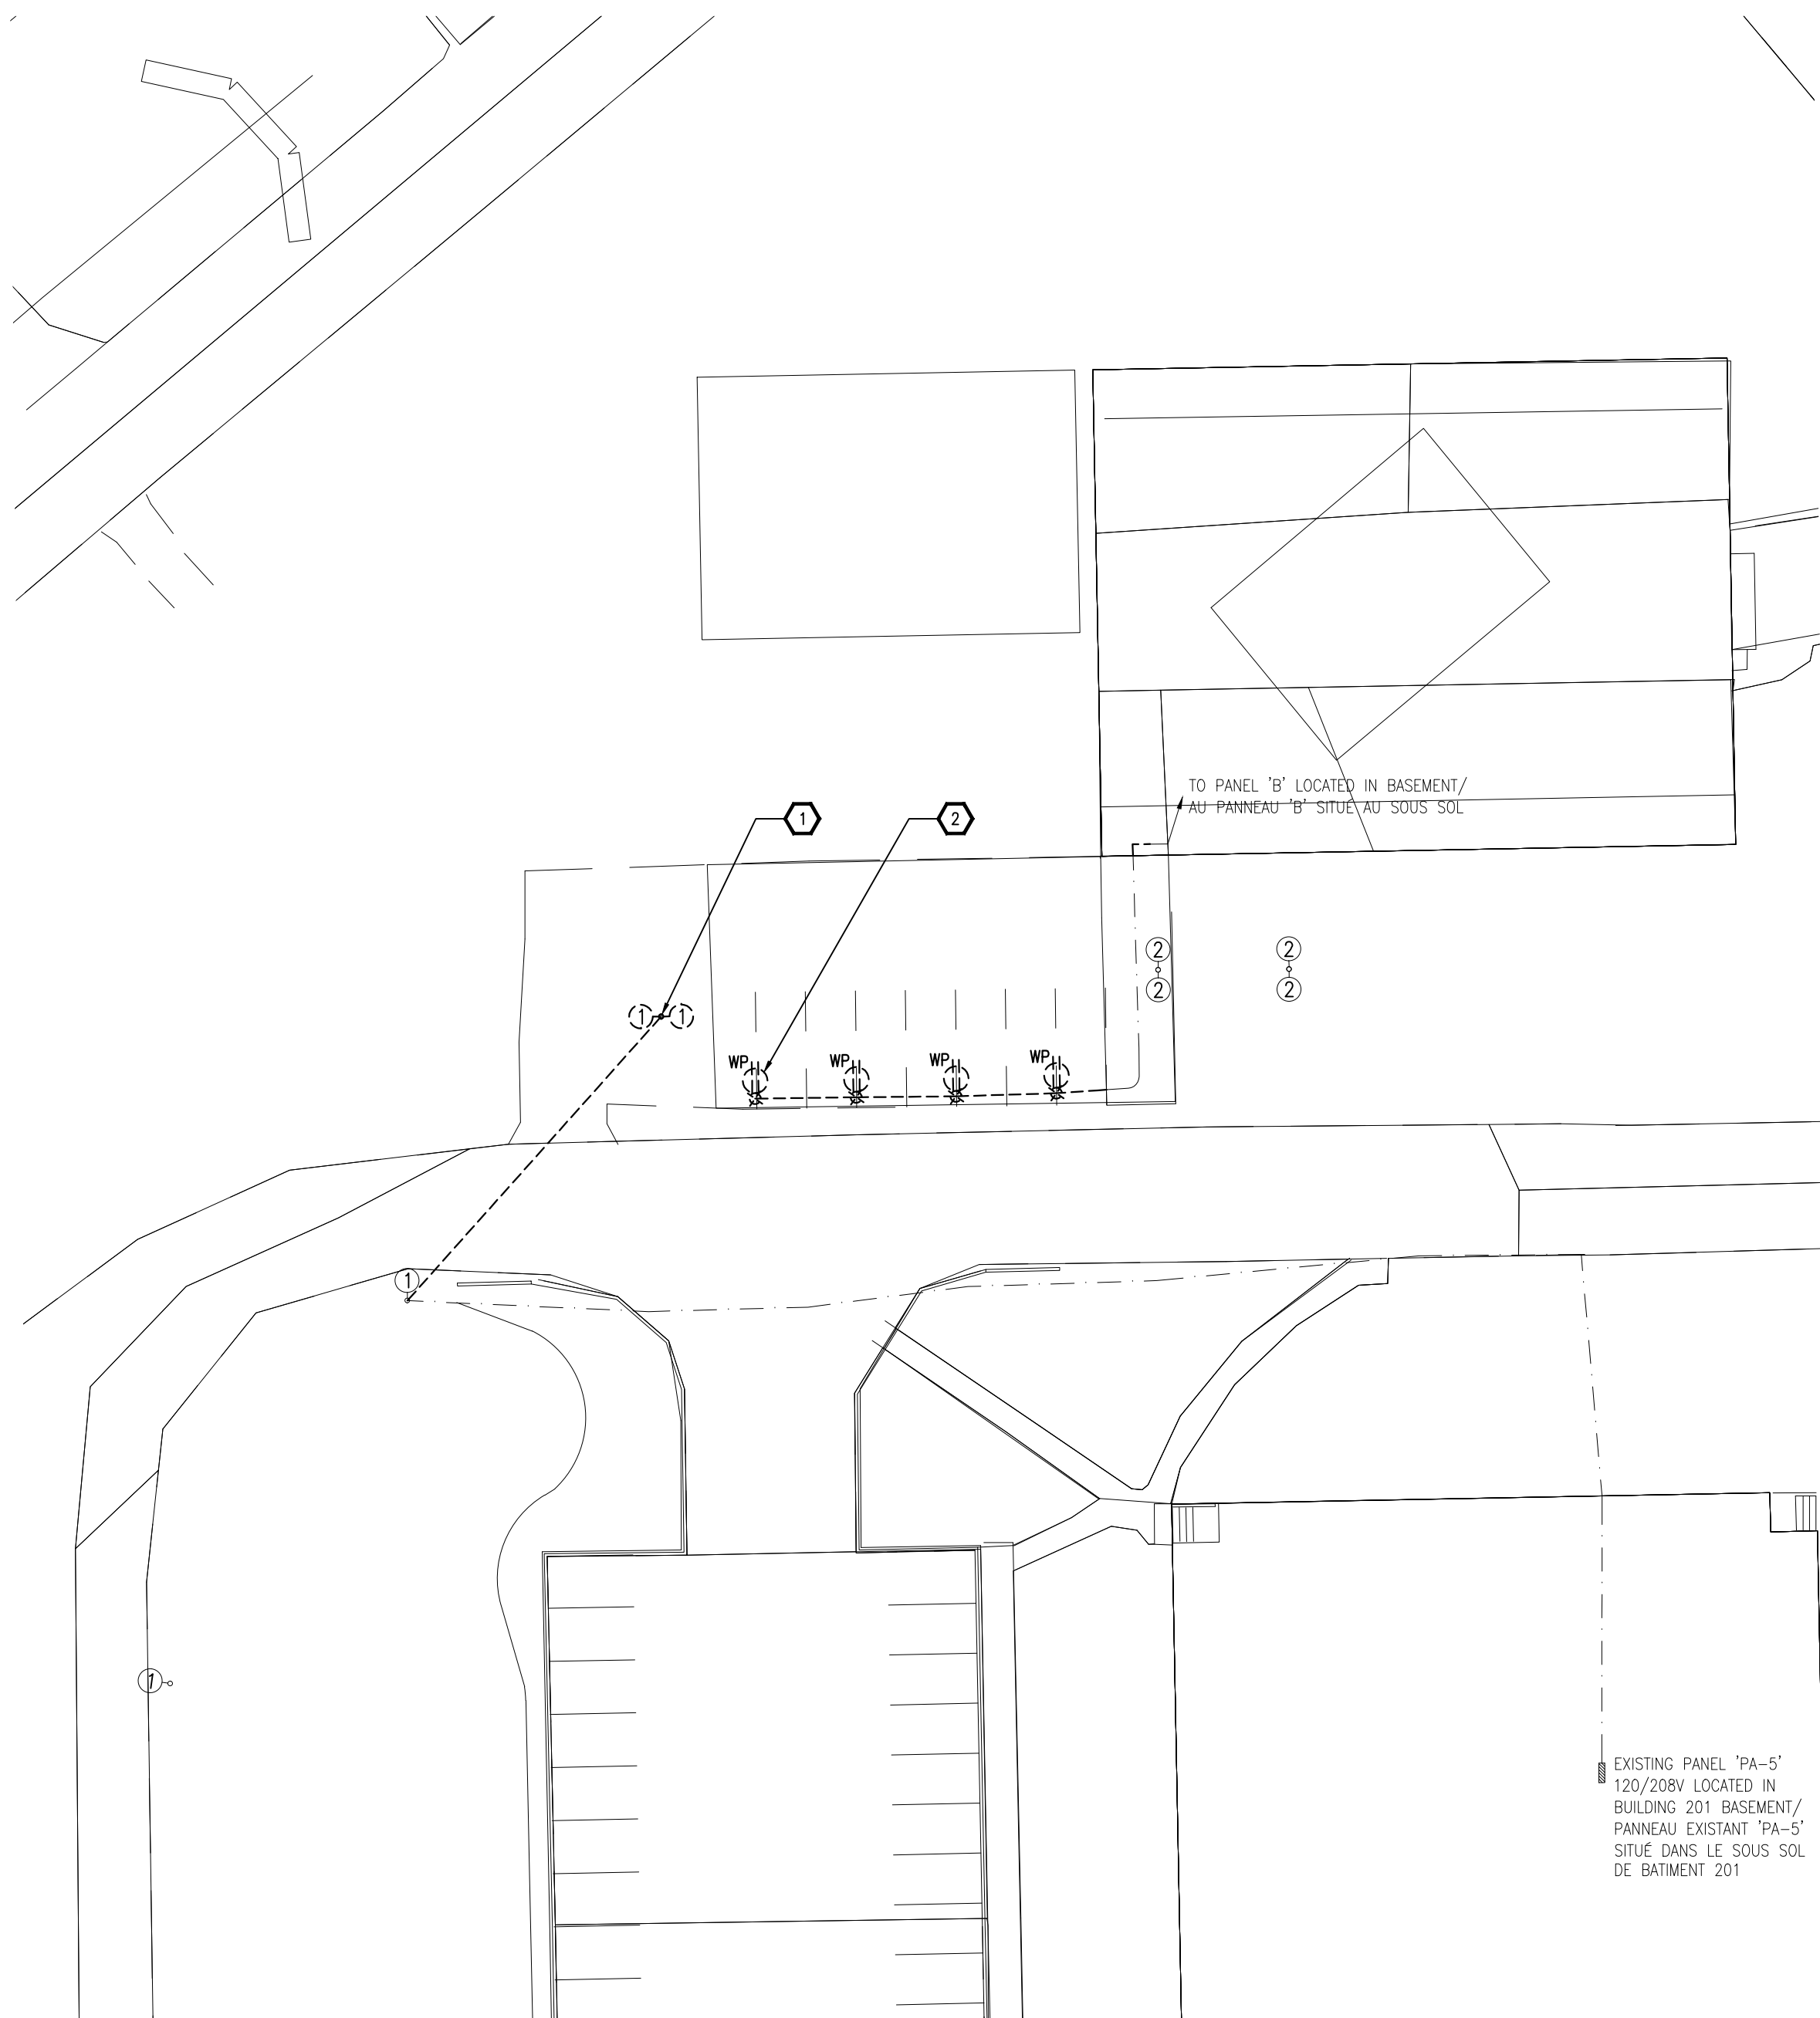 TO PANEL 'B' LOCATED IN BASEMENT/
AU PANNEAU 'B' SITUÉ AU SOUS SOL
1
2
2
2
2
2
1
1
WP
WP
WP
WP
1
1
EXISTING PANEL 'PA-5'
120/208V LOCATED IN
BUILDING 201 BASEMENT/
PANNEAU EXISTANT 'PA-5'
SITUÉ DANS LE SOUS SOL
DE BATIMENT 201